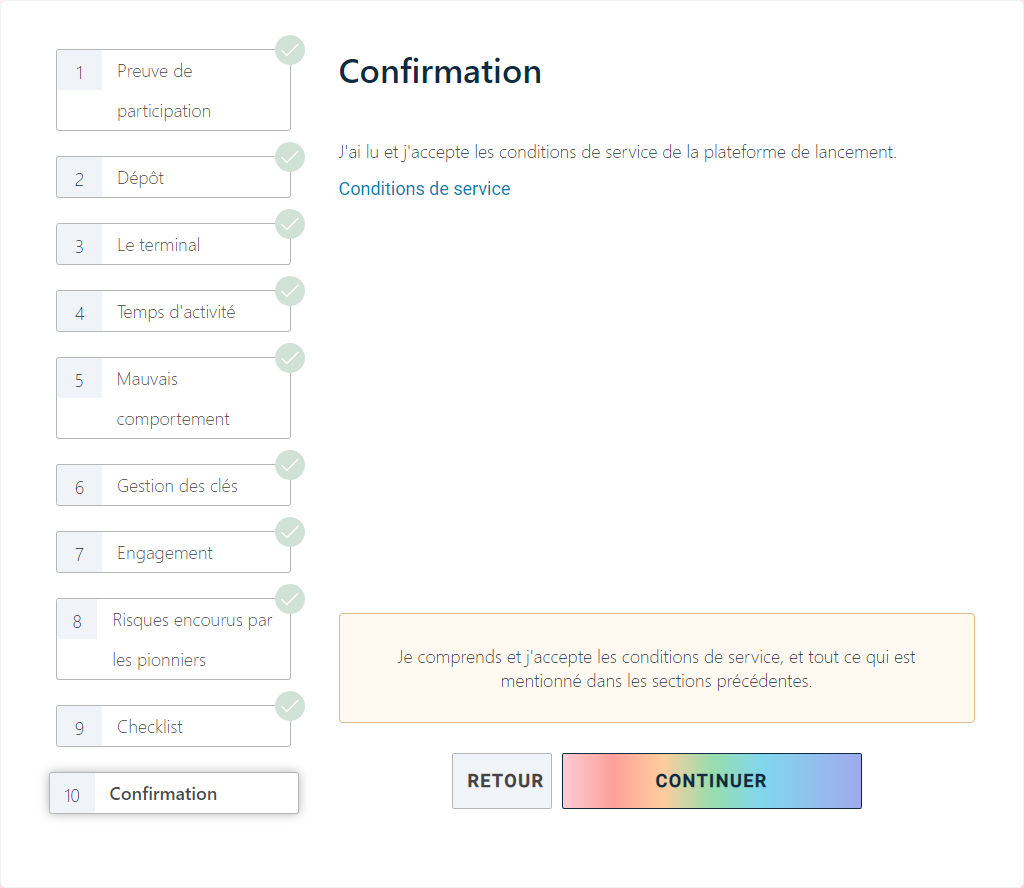 1
Preuve de
participation
2
Dépôt
3
Le terminal
4
Temps d'activité
5
Mauvais
comportement
6
Gestion des clés
7
Engagement
8
Risques encourus par
les pionniers
9
Checklist
10
Confirmation
Confirmation
J'ai lu et j'accepte les conditions de service de la plateforme de lancement.
Conditions de service
Je comprends et j'accepte les conditions de service, et tout ce qui est
mentionné dans les sections précédentes.
RETOUR
CONTINUER